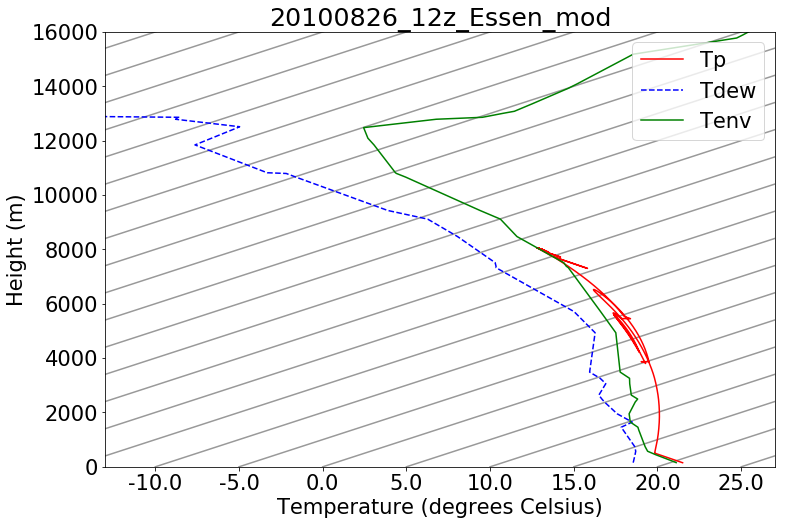 20100826_12z_Essen_mod
Tp
Tdew
Tenv
16000
14000
12000
10000
8000
6000
4000
2000
0
Height (m)
-10.0 -5.0 0.0 5.0 10.0 15.0 20.0 25.0
Temperature (degrees Celsius)